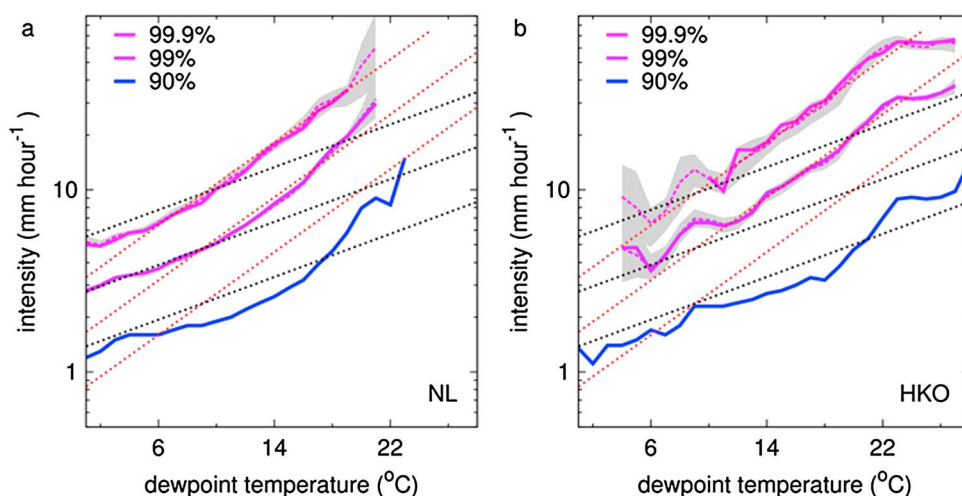 a
99.9%
99%
90%
10
1
intensity (mm hour⁻¹)
NL
6 14 22
dewpoint temperature (°C)
b
99.9%
99%
90%
10
1
intensity (mm hour⁻¹)
HKO
6 14 22
dewpoint temperature (°C)